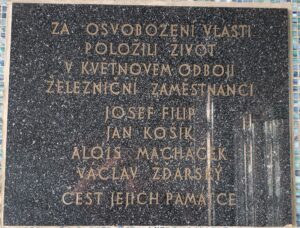 ZA OSVOBOZENÍ VLASTI
POLOŽILI ŽIVOT
V KVĚTNOVÉM ODBOJI
ŽELEZNIČNÍ ZAMĚSTNANCI
JOSEF FILIP
JAN KOŠÍK
ALOIS MACHÁČEK
VÁCLAV ŽĎÁRSKÝ
ČEST JEJICH PAMÁTCE